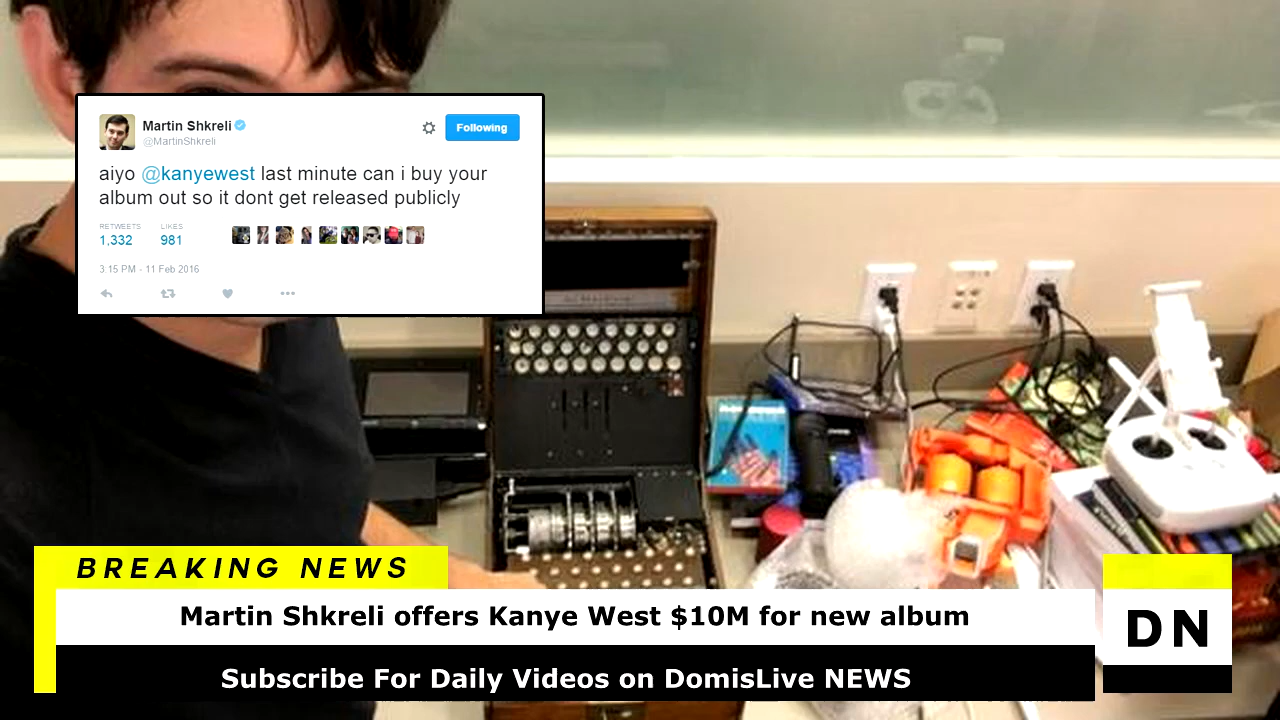 Martin Shkreli
@MartinShkreli
Following
aiyo @kanyewest last minute can i buy your
album out so it dont get released publicly
RETWEETS LIKES
1,332 981
3:15 PM - 11 Feb 2016
BREAKING NEWS
Martin Shkreli offers Kanye West $10M for new album
Subscribe For Daily Videos on DomisLive NEWS
DN